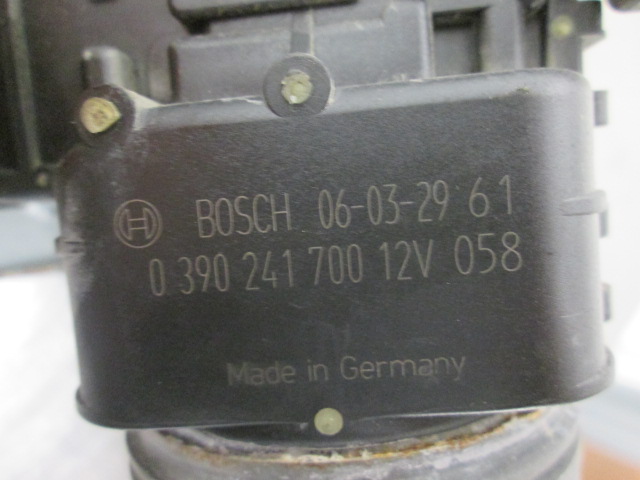 BOSCH 06-03-29 61
0 390 241 700 12V 058
Made in Germany